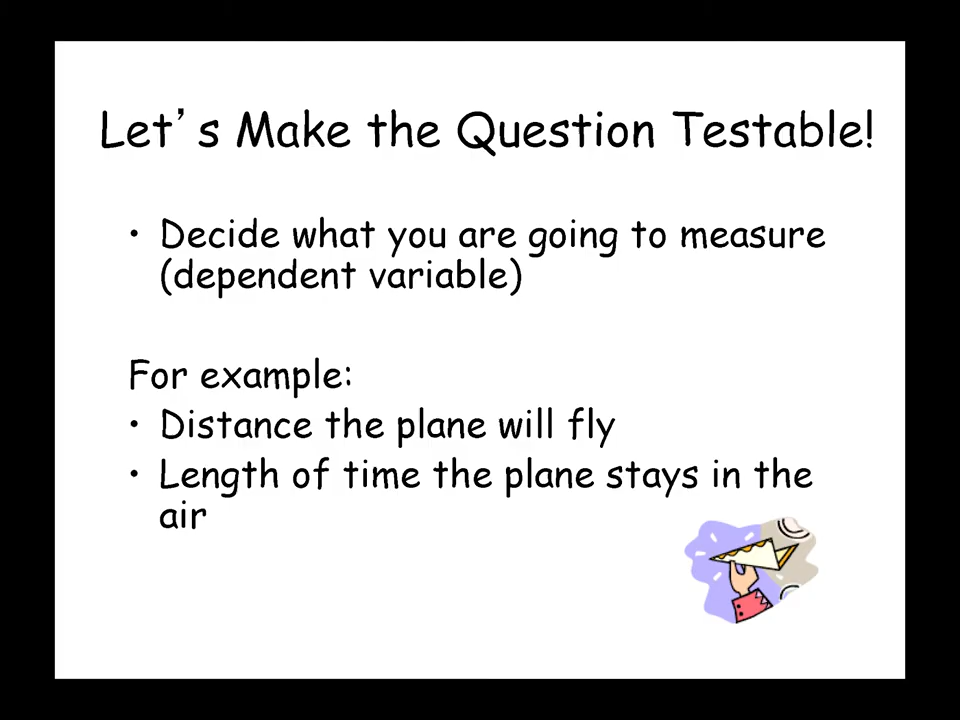 Let’s Make the Question Testable!
• Decide what you are going to measure
(dependent variable)
For example:
• Distance the plane will fly
• Length of time the plane stays in the
air